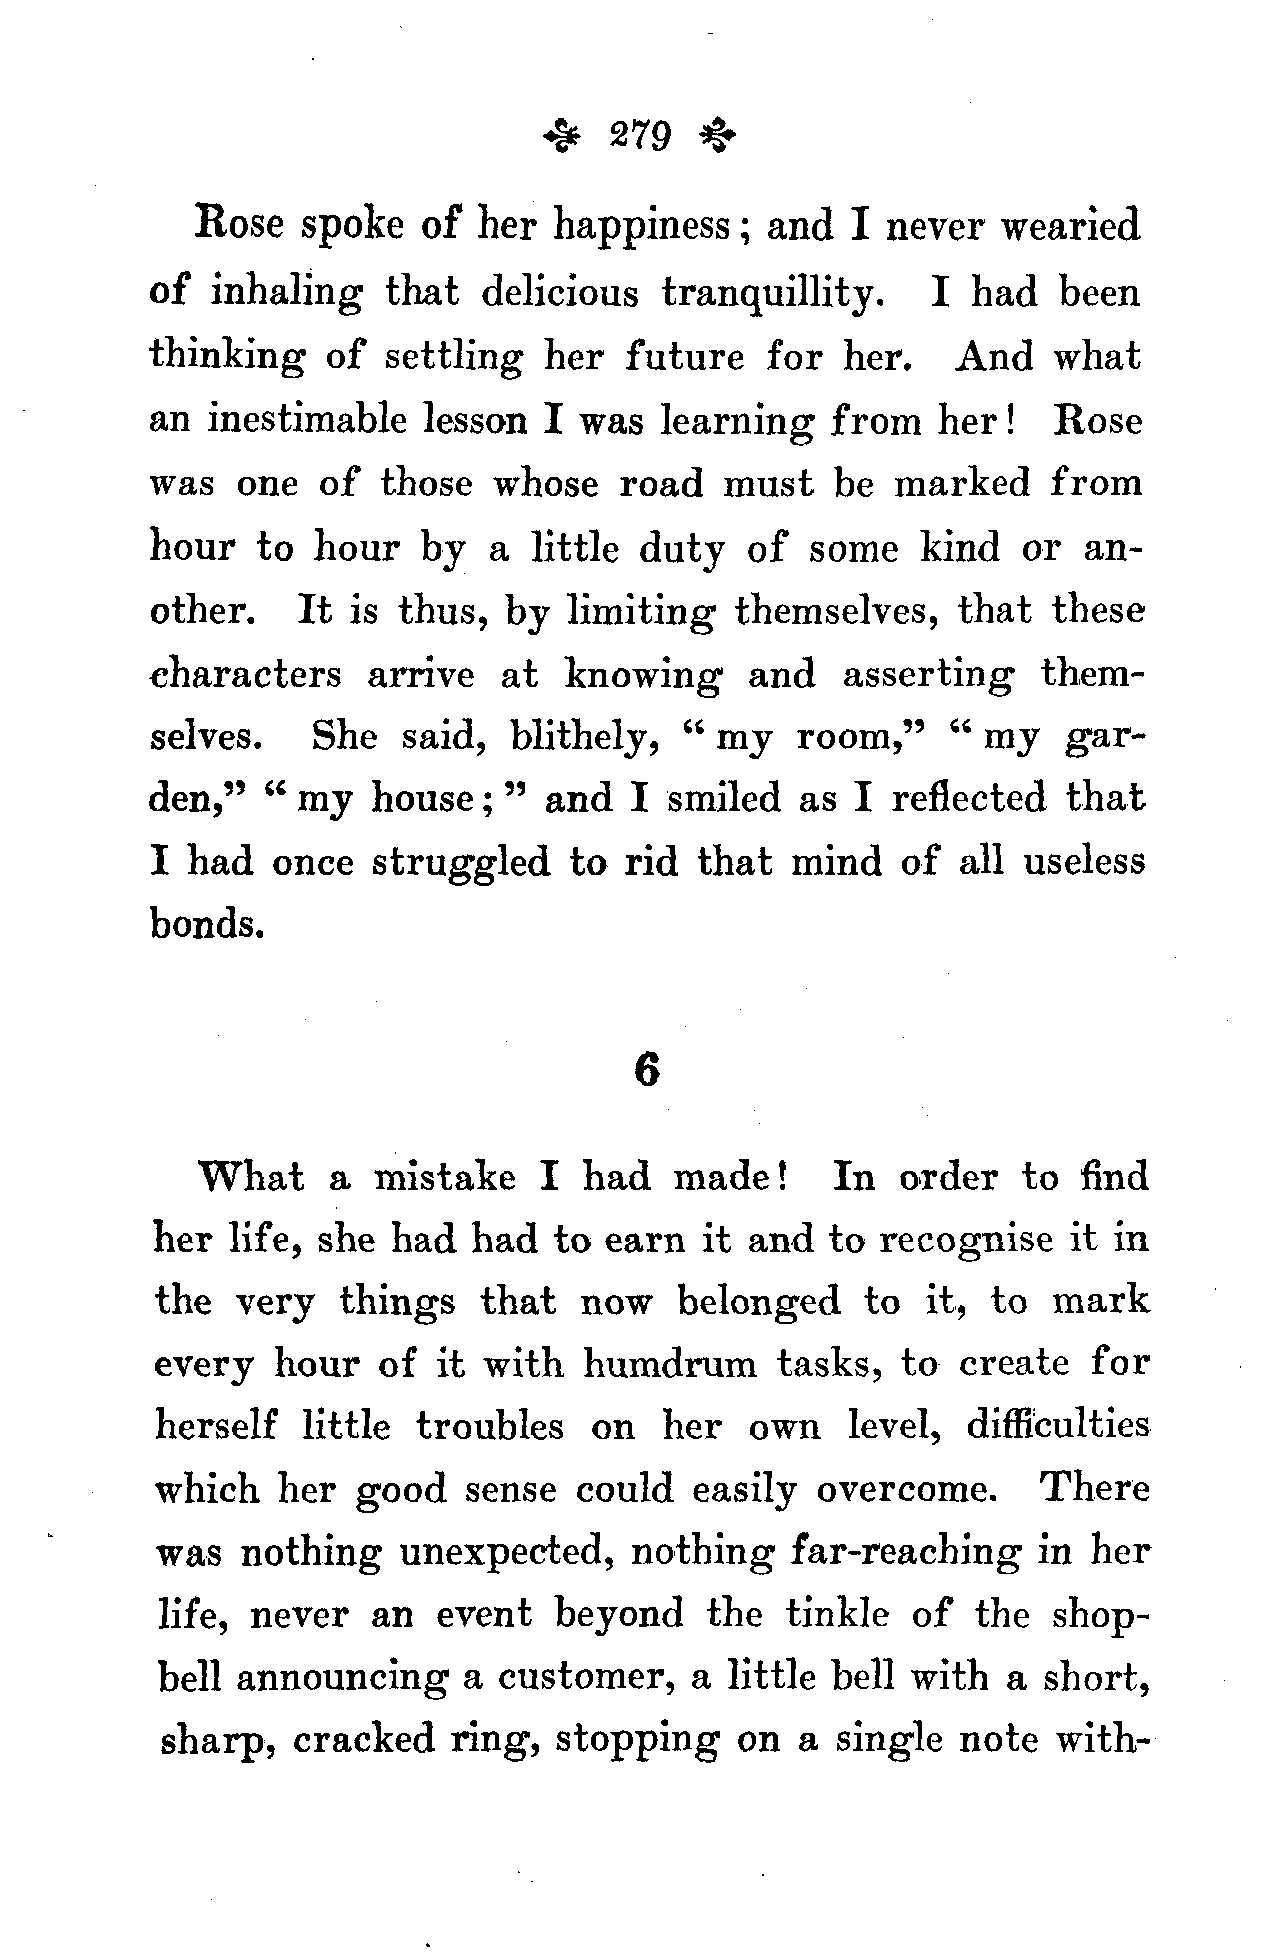 279
Rose spoke of her happiness; and I never wearied
of inhaling that delicious tranquillity. I had been
thinking of settling her future for her. And what
an inestimable lesson I was learning from her! Rose
was one of those whose road must be marked from
hour to hour by a little duty of some kind or an-
other. It is thus, by limiting themselves, that these
characters arrive at knowing and asserting them-
selves. She said, blithely, “my room,” “my gar-
den,” “my house;” and I smiled as I reflected that
I had once struggled to rid that mind of all useless
bonds.
6
What a mistake I had made! In order to find
her life, she had had to earn it and to recognise it in
the very things that now belonged to it, to mark
every hour of it with humdrum tasks, to create for
herself little troubles on her own level, difficulties
which her good sense could easily overcome. There
was nothing unexpected, nothing far-reaching in her
life, never an event beyond the tinkle of the shop-
bell announcing a customer, a little bell with a short,
sharp, cracked ring, stopping on a single note with-